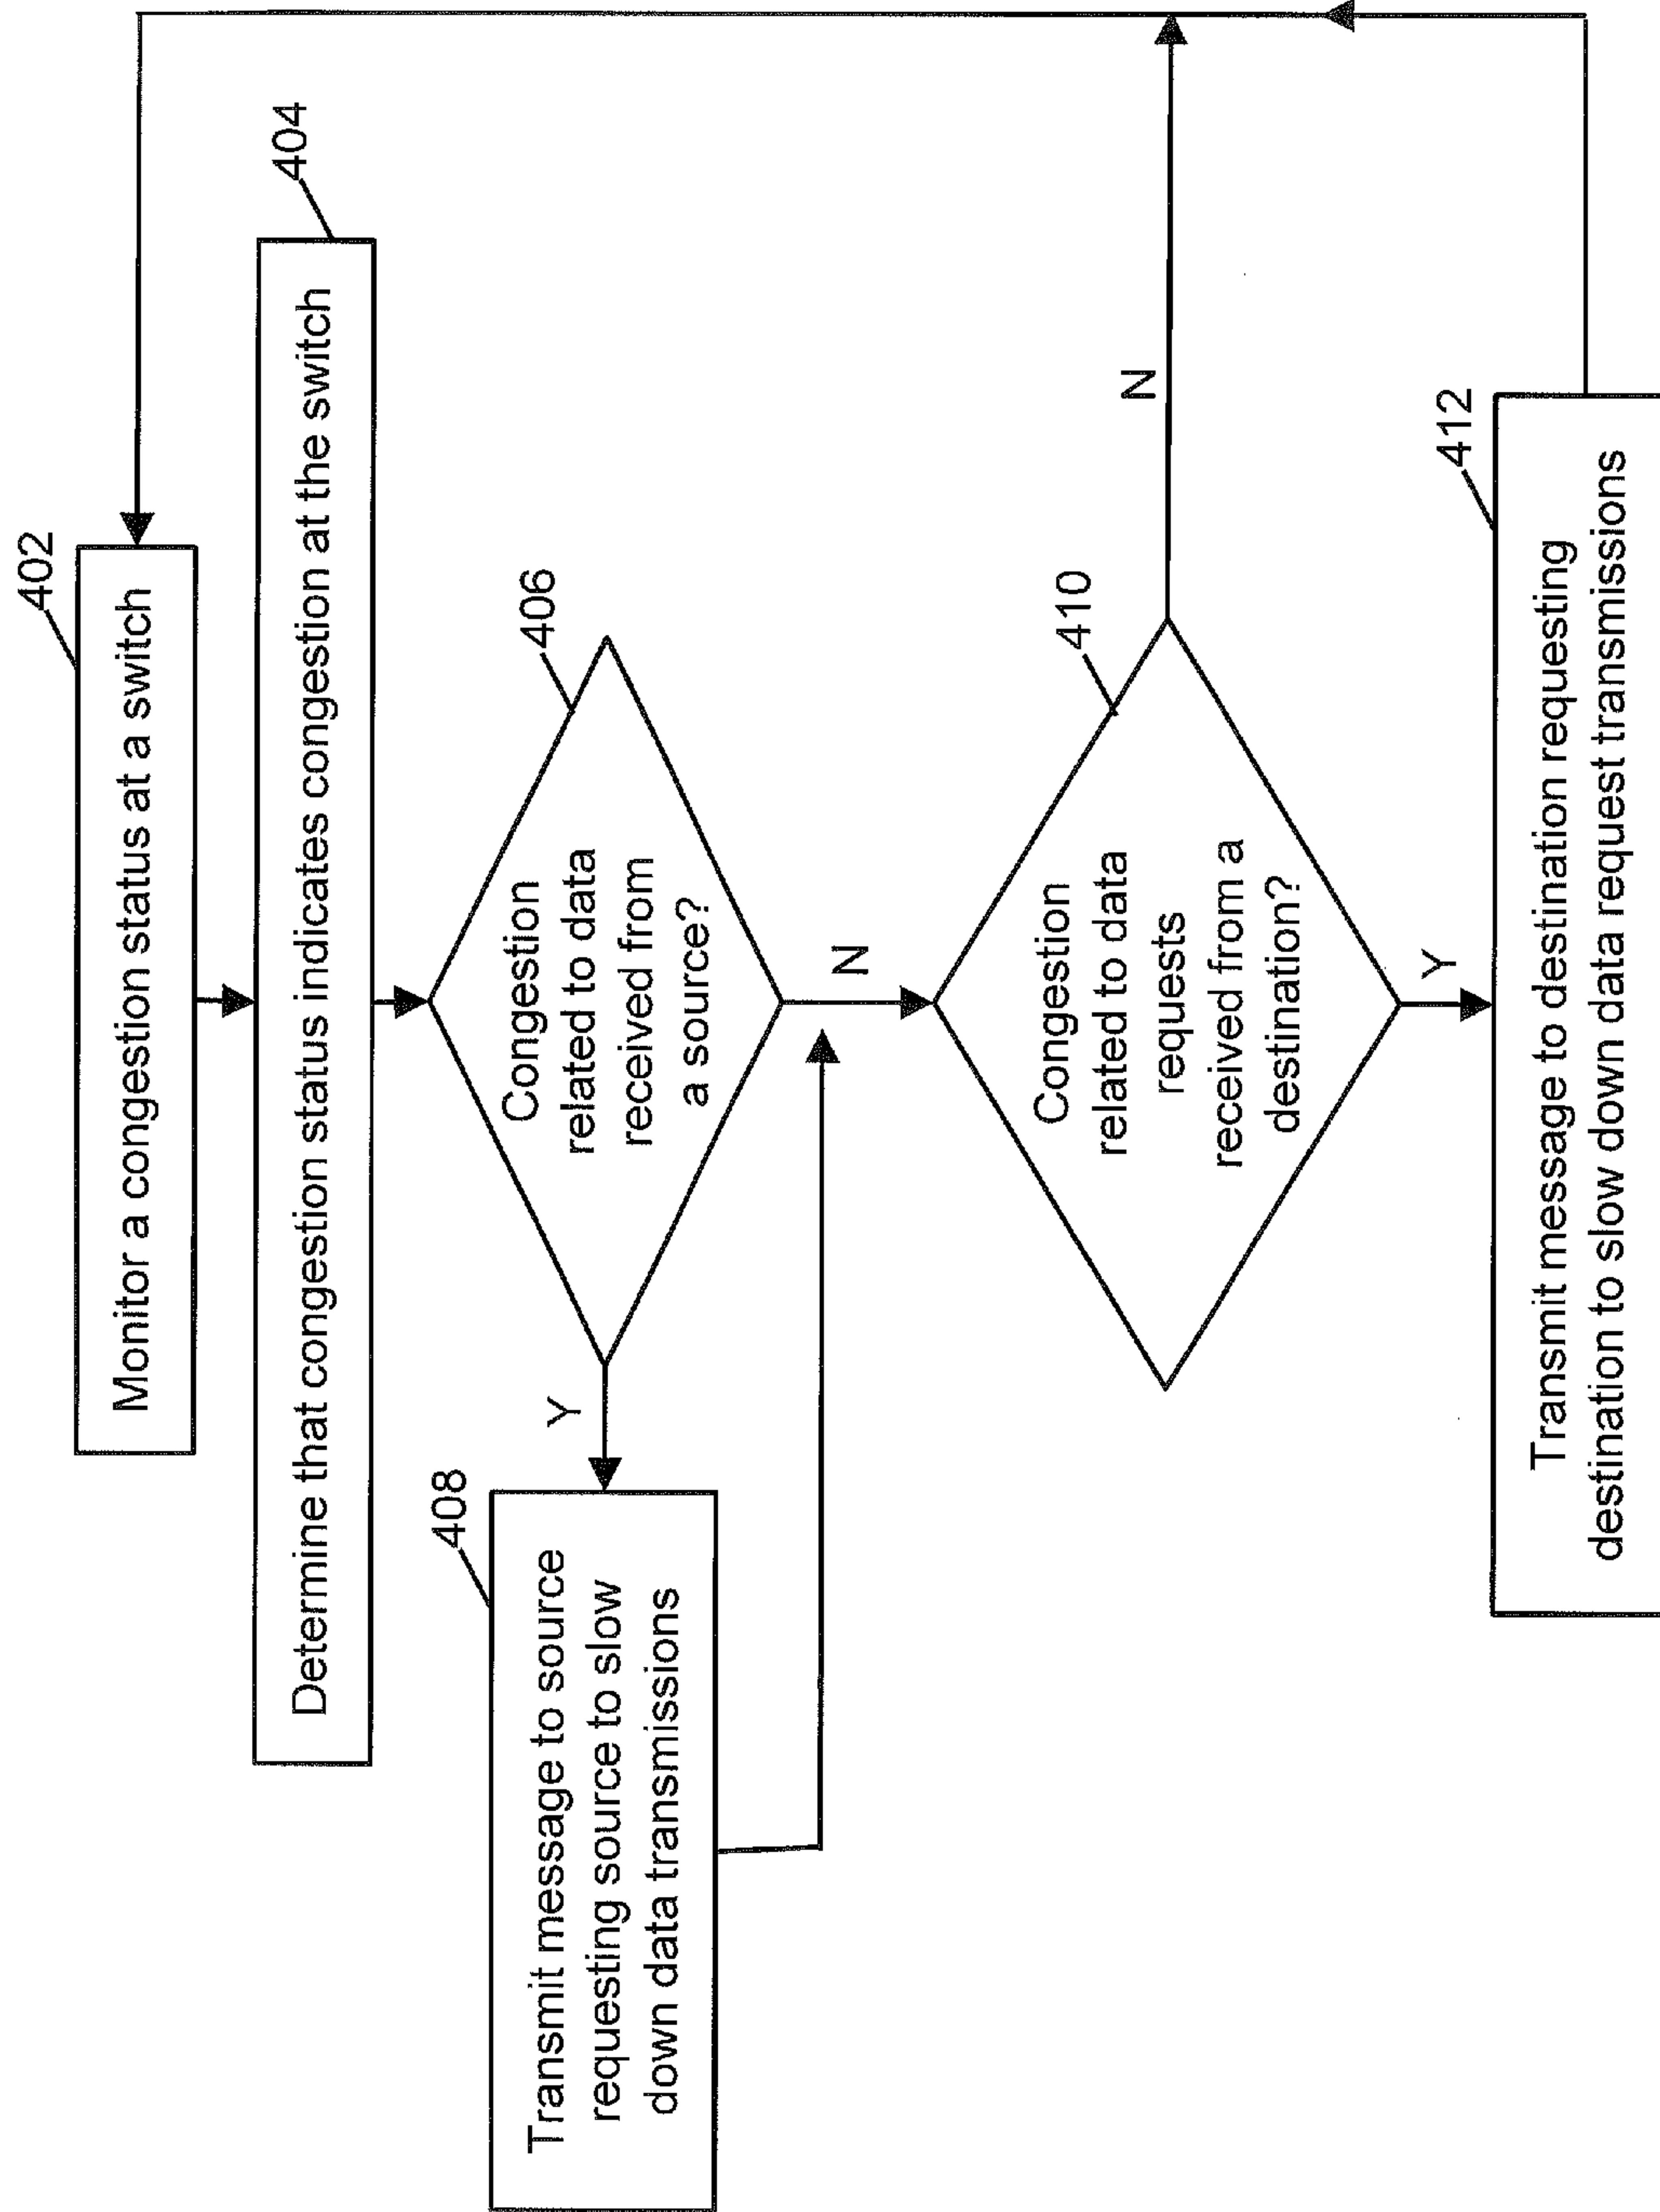 402
Monitor a congestion status at a switch
404
Determine that congestion status indicates congestion at the switch
406
Congestion
related to data
received from
a source?
Y
408
Transmit message to source
requesting source to slow
down data transmissions
N
410
Congestion
related to data
requests
received from a
destination?
N
Y
412
Transmit message to destination requesting
destination to slow down data request transmissions